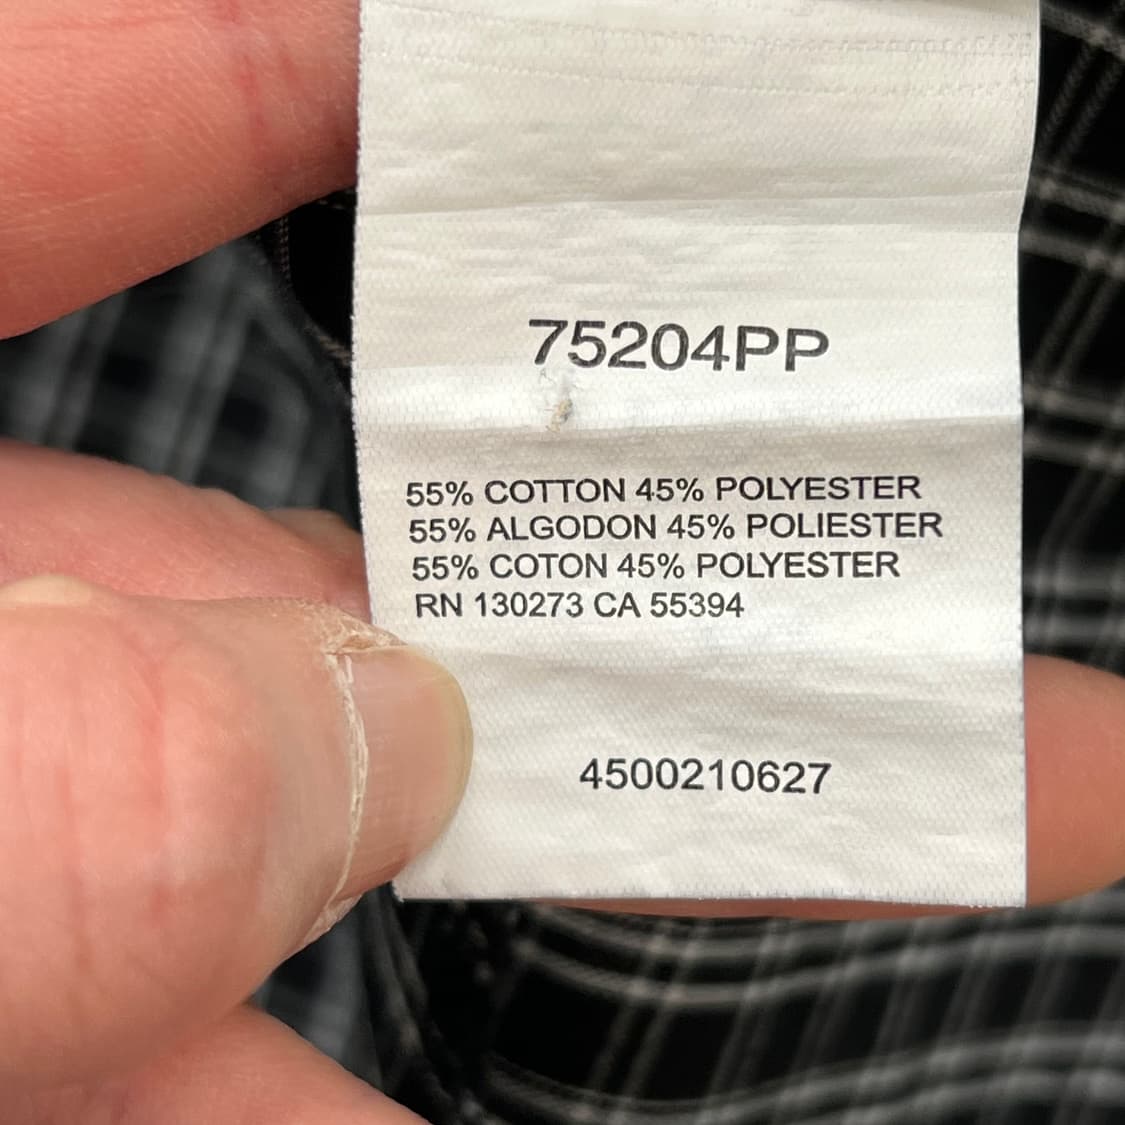 75204PP
55% COTTON 45% POLYESTER
55% ALGODON 45% POLIESTER
55% COTON 45% POLYESTER
RN 130273 CA 55394
4500210627